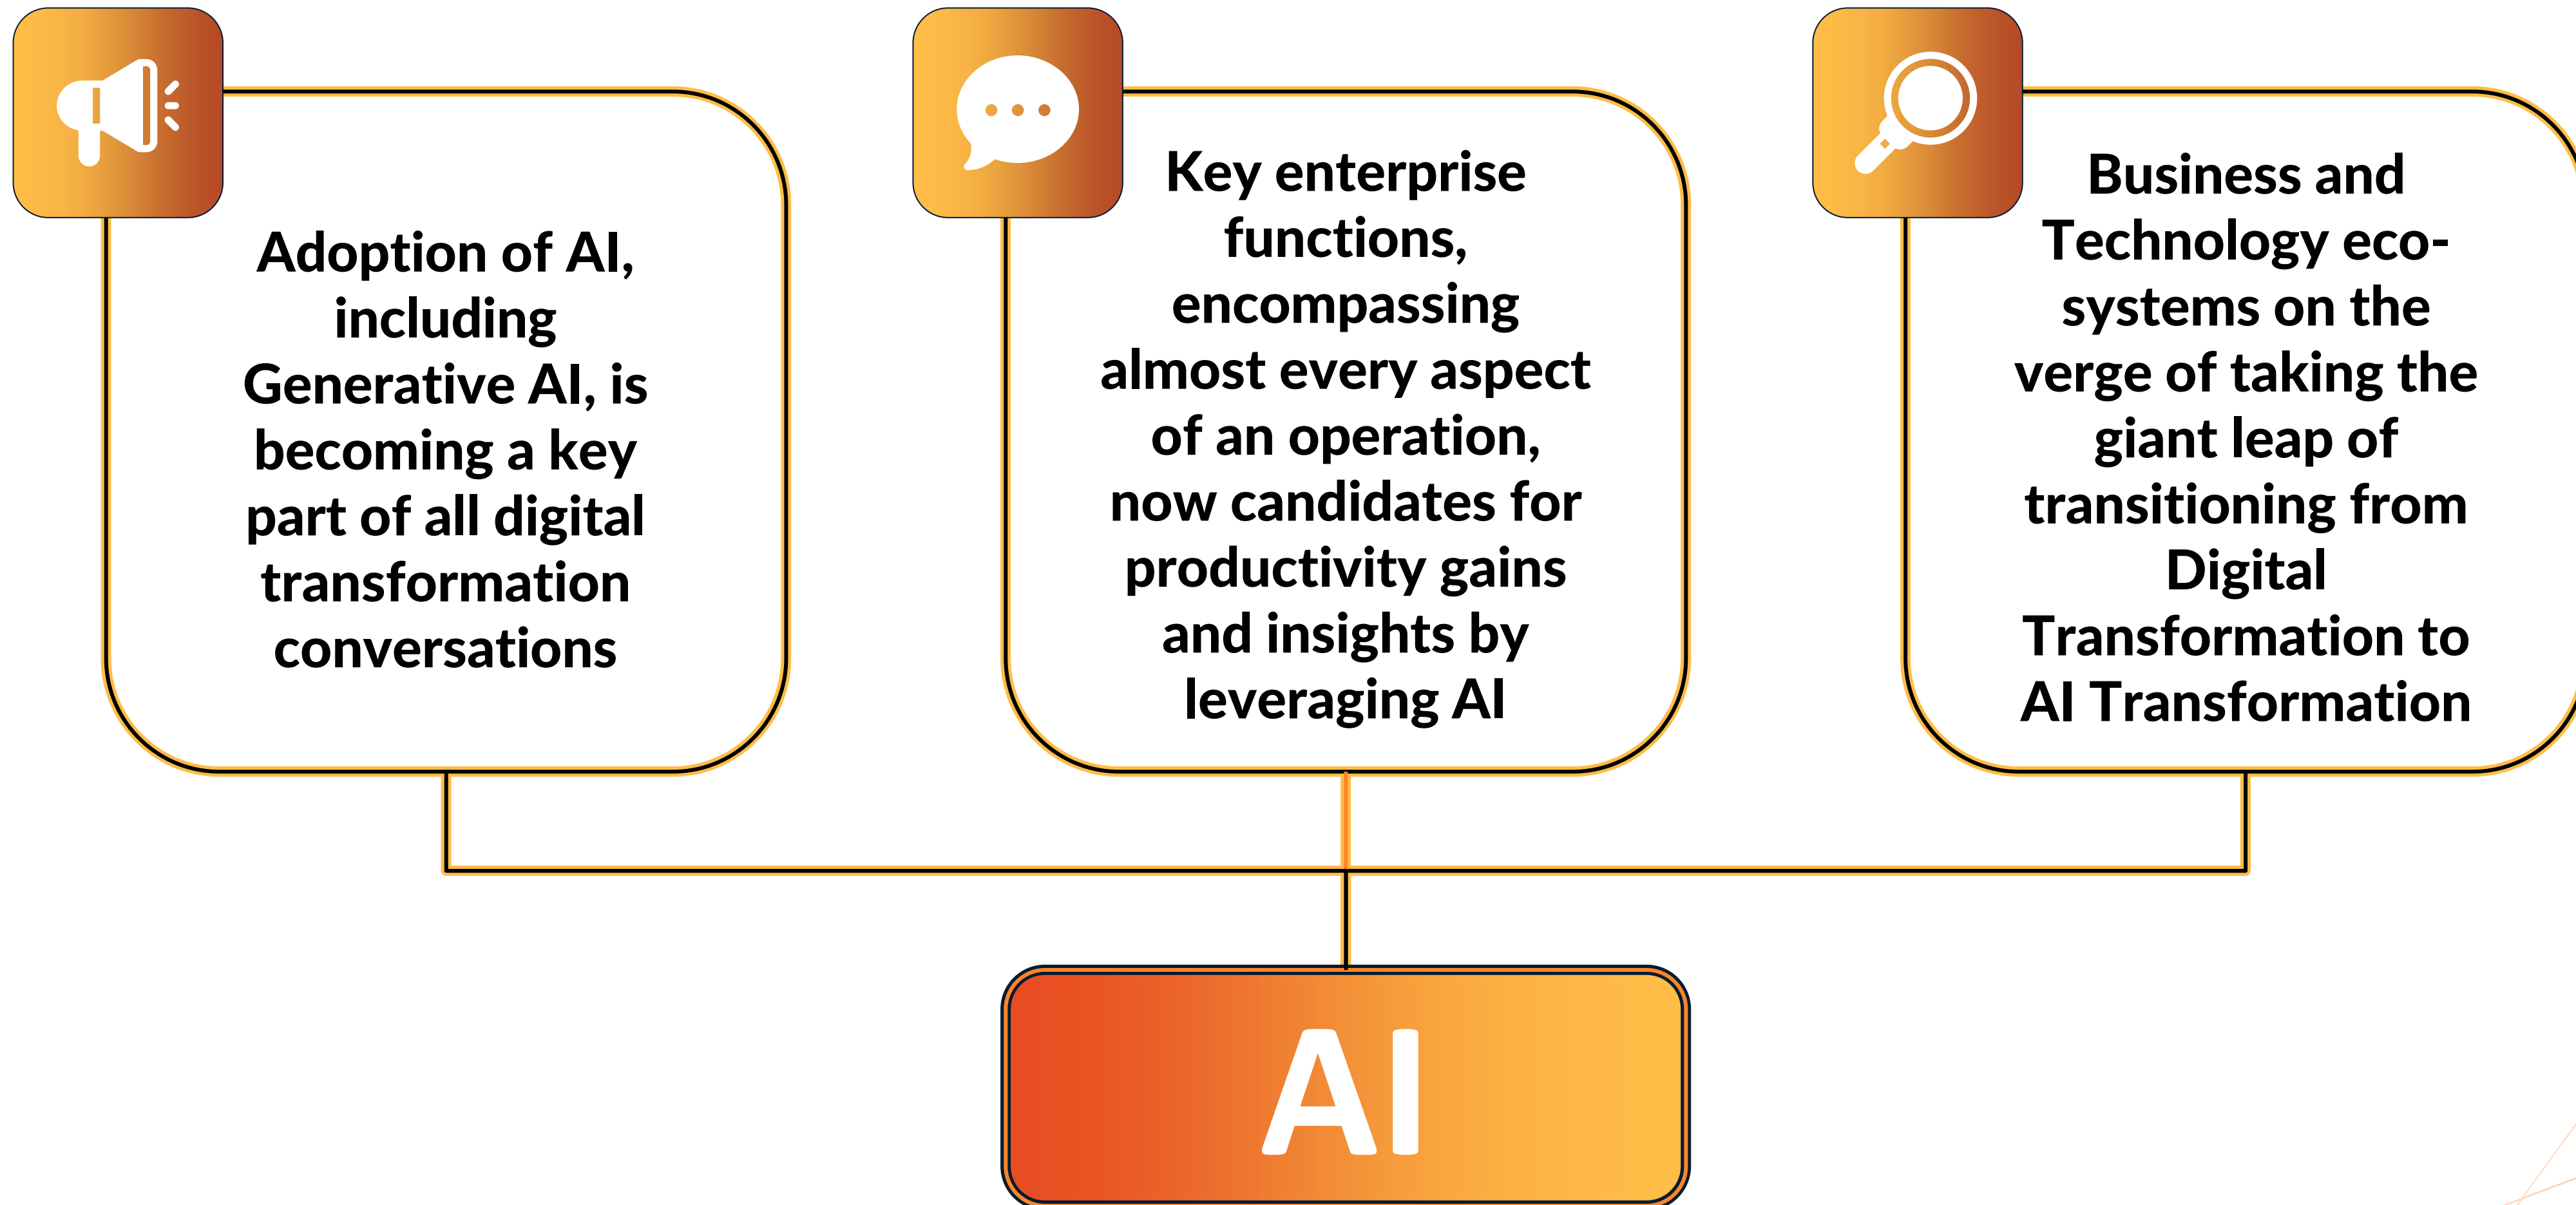 Adoption of AI,
including
Generative AI, is
becoming a key
part of all digital
transformation
conversations
Key enterprise
functions,
encompassing
almost every aspect
of an operation,
now candidates for
productivity gains
and insights by
leveraging AI
Business and
Technology eco-
systems on the
verge of taking the
giant leap of
transitioning from
Digital
Transformation to
AI Transformation
AI